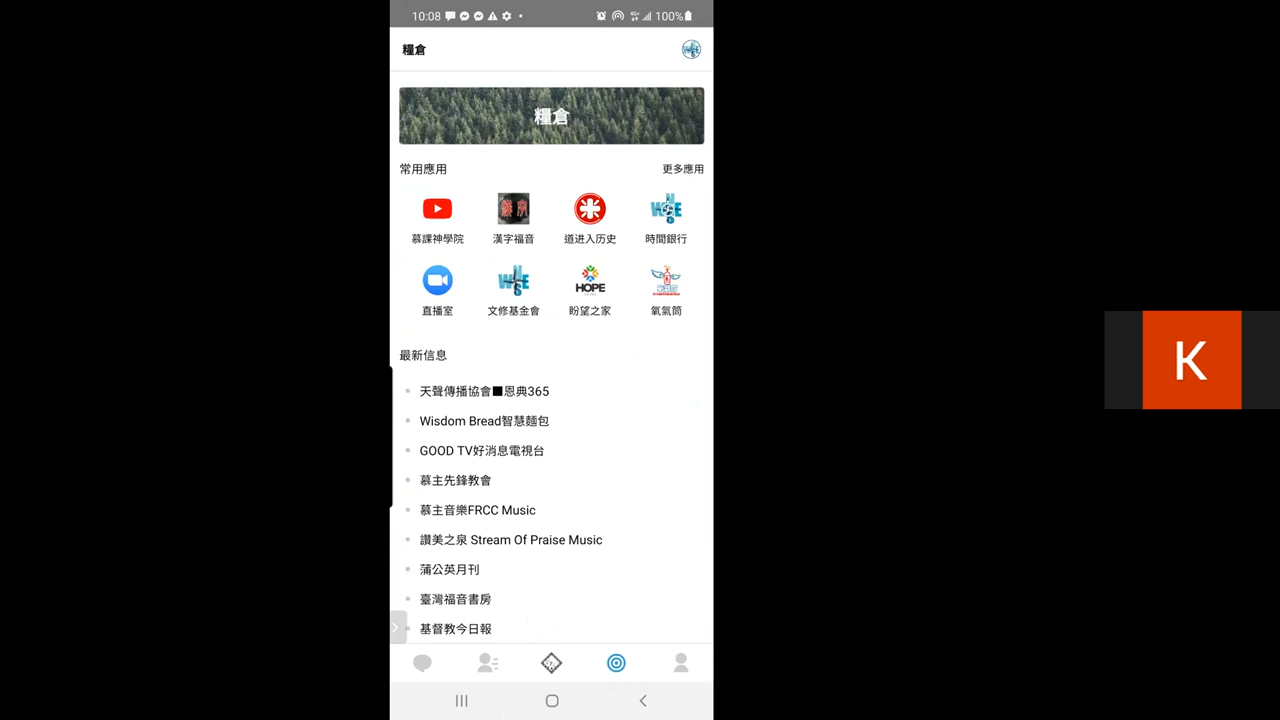 10:08
4G+
100%
糧倉
糧倉
常用應用
更多應用
慕課神學院
漢字福音
道进入历史
時間銀行
HOPE
直播室
文修基金會
盼望之家
氧氣筒
最新信息
天聲傳播協會■恩典365
Wisdom Bread智慧麵包
GOOD TV好消息電視台
慕主先鋒教會
慕主音樂FRCC Music
讚美之泉 Stream Of Praise Music
蒲公英月刊
臺灣福音書房
基督教今日報
K